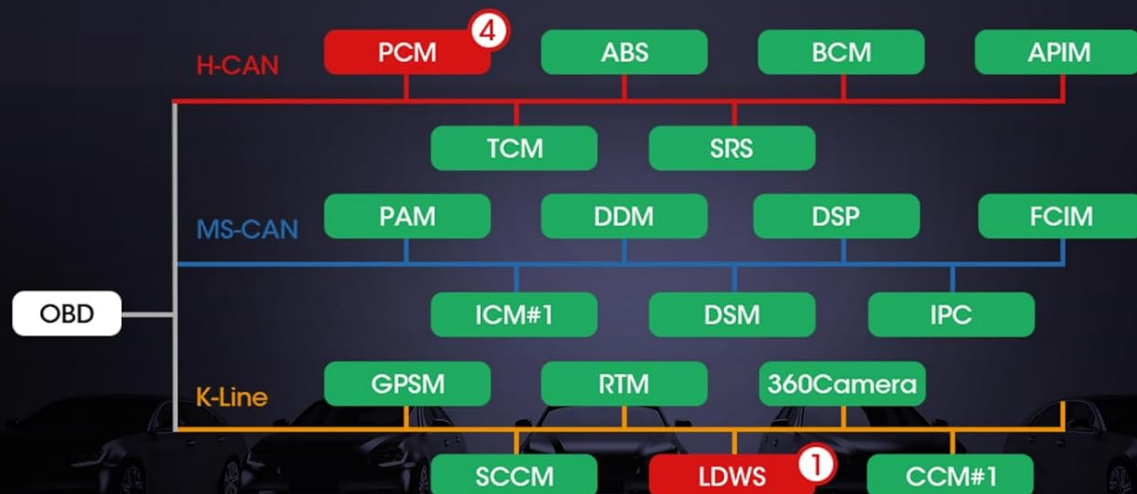 PCM 4 ABS BCM APIM
H-CAN
TCM SRS
PAM DDM DSP FCIM
MS-CAN
OBD ICM#1 DSM IPC
GPSM RTM 360Camera
K-Line
SCCM LDWS 1 CCM#1